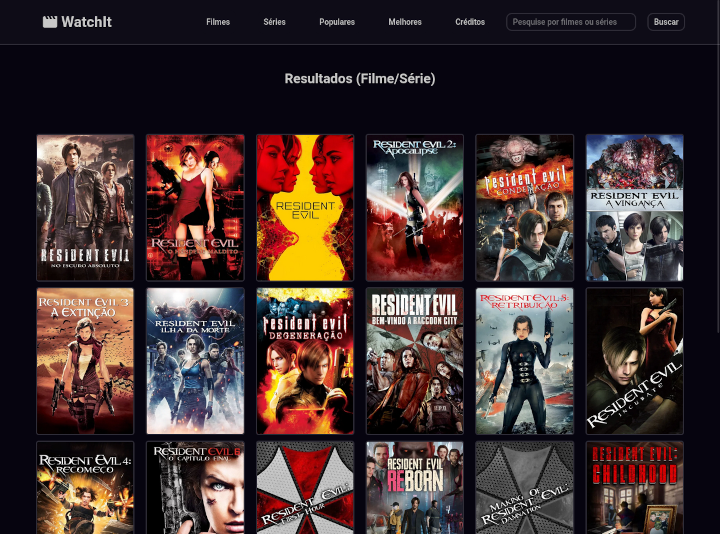 WatchIt
Filmes
Séries
Populares
Melhores
Créditos
Pesquise por filmes ou séries
Buscar
Resultados (Filme/Série)
RESIDENT EVIL
NO ESCURO ABSOLUTO
RESIDENT EVIL
O HÓSPEDE MALDITO
RESIDENT
EVIL
RESIDENT EVIL 2:
APOCALIPSE
resident evil
CONDENAÇÃO
RESIDENT EVIL
A VINGANÇA
RESIDENT EVIL 3
A EXTINÇÃO
RESIDENT EVIL
ILHA DA MORTE
resident evil
DEGENERAÇÃO
RESIDENT EVIL
BEM-VINDO A RACCOON CITY
RESIDENT EVIL 5:
RETRIBUIÇÃO
RESIDENT EVIL
INCUBATE
RESIDENT EVIL 4:
RECOMEÇO
RESIDENT EVIL 6
O CAPÍTULO FINAL
RESIDENT EVIL:
FIRST HOUR
RESIDENT EVIL
REBORN
MAKING OF
RESIDENT EVIL:
DAMNATION
RESIDENT EVIL:
CHILDHOOD